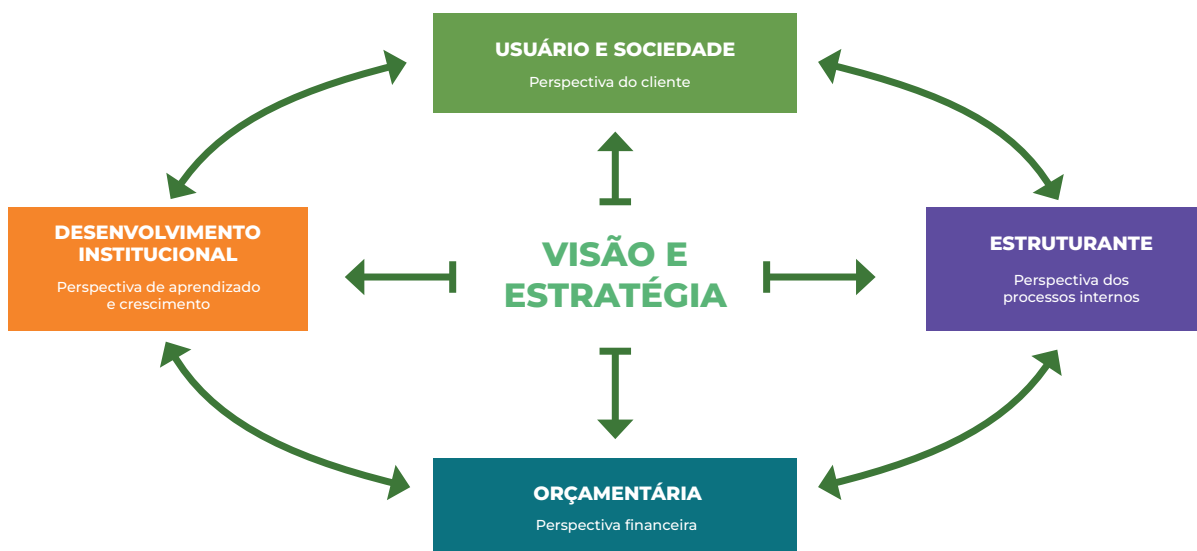 USUÁRIO E SOCIEDADE
Perspectiva do cliente
DESENVOLVIMENTO
INSTITUCIONAL
Perspectiva de aprendizado
e crescimento
VISÃO E
ESTRATÉGIA
ESTRUTURANTE
Perspectiva dos
processos internos
ORÇAMENTÁRIA
Perspectiva financeira